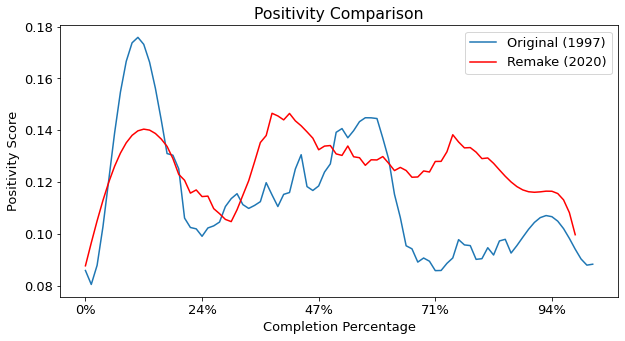 Positivity Comparison
0.18
0.16
0.14
0.12
0.10
0.08
Positivity Score
Original (1997)
Remake (2020)
0%
24%
47%
71%
94%
Completion Percentage